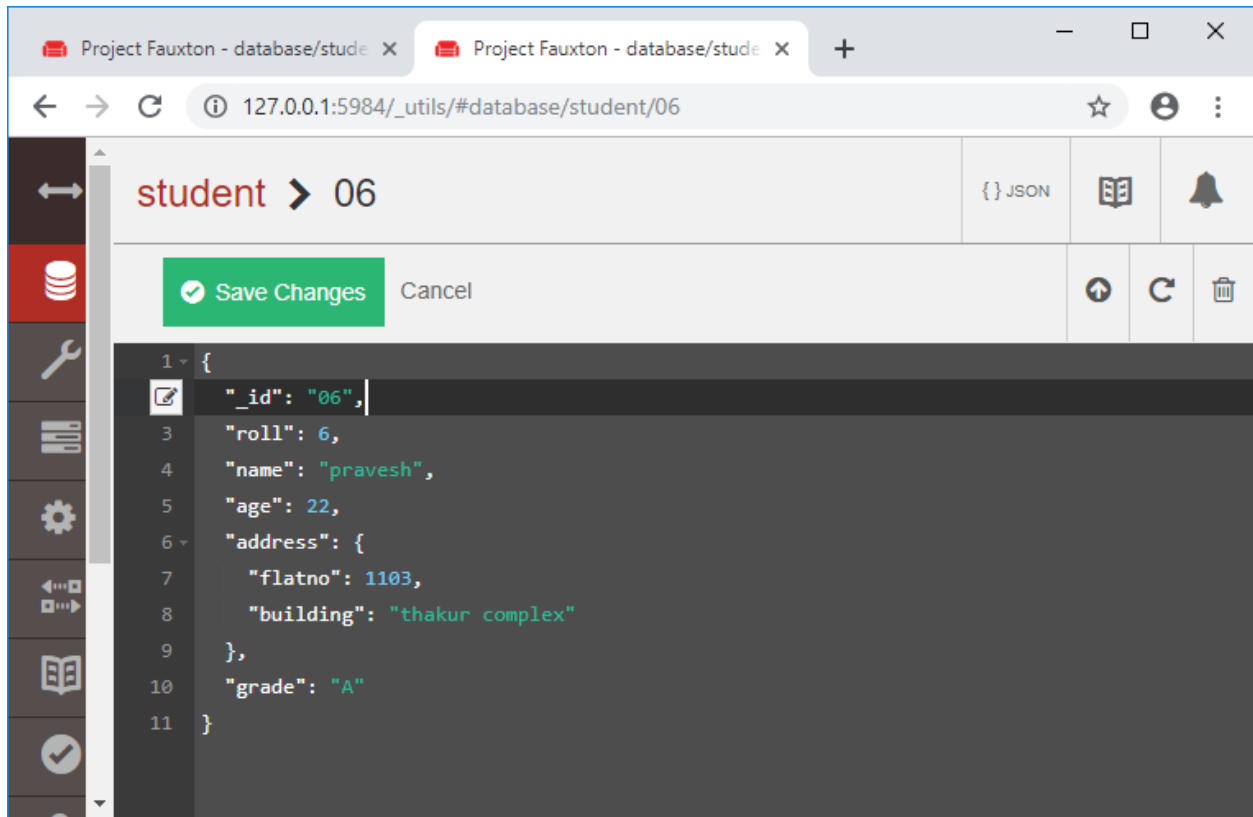 Project Fauxton - database/stude
Project Fauxton - database/stude
127.0.0.1:5984/_utils/#database/student/06
student > 06
{ } JSON
Save Changes
Cancel
1 {
"_id": "06",
3 "roll": 6,
4 "name": "pravesh",
5 "age": 22,
6 "address": {
7 "flatno": 1103,
8 "building": "thakur complex"
9 },
10 "grade": "A"
11 }